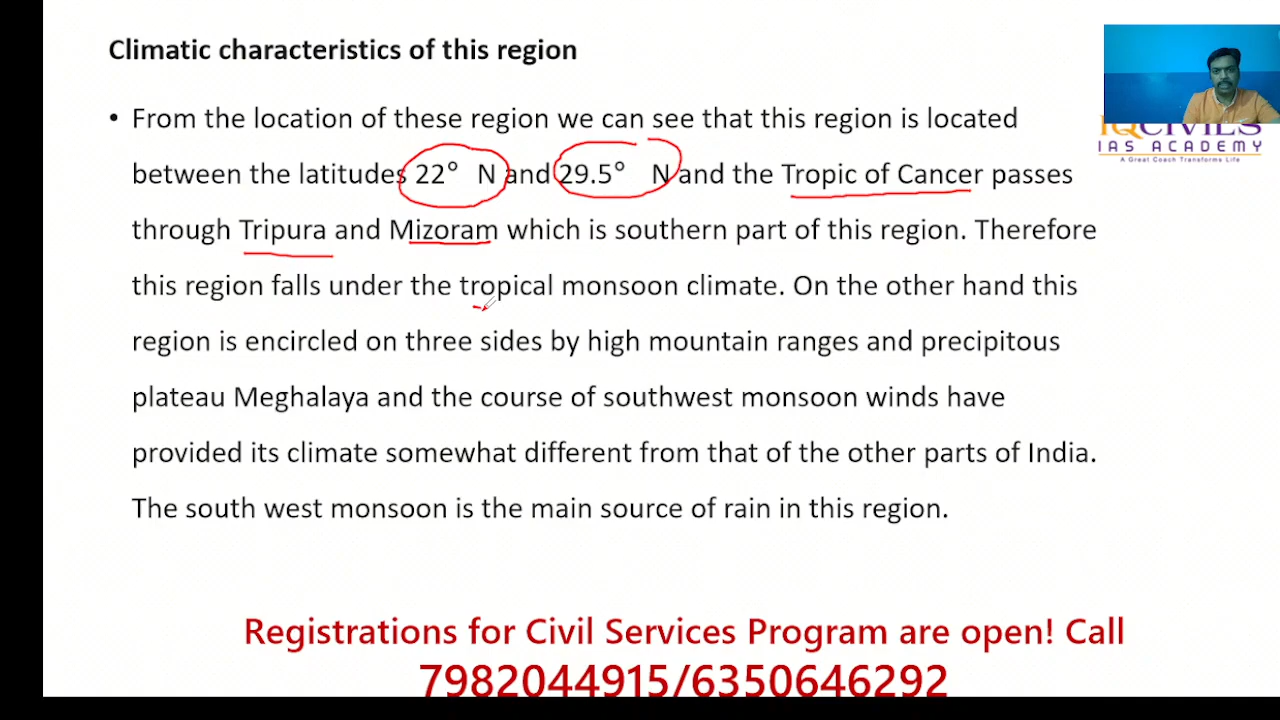 Climatic characteristics of this region
• From the location of these region we can see that this region is located
between the latitudes 22° N and 29.5° N and the Tropic of Cancer passes
through Tripura and Mizoram which is southern part of this region. Therefore
this region falls under the tropical monsoon climate. On the other hand this
region is encircled on three sides by high mountain ranges and precipitous
plateau Meghalaya and the course of southwest monsoon winds have
provided its climate somewhat different from that of the other parts of India.
The south west monsoon is the main source of rain in this region.
IQCIVILS
IAS ACADEMY
A Great Coach Transforms Life
Registrations for Civil Services Program are open! Call
7982044915/6350646292